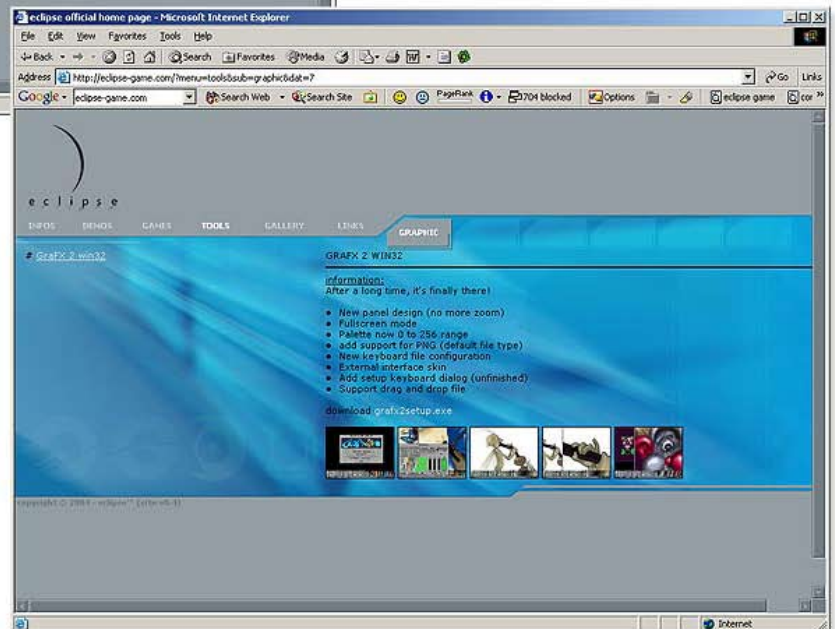 eclipse official home page - Microsoft Internet Explorer
File Edit View Favorites Tools Help
Back Search Favorites Media
Address http://eclipse-game.com/?menu=tools&sub=graphic&dat=7 Go Links
Google eclipse-game.com Search Web Search Site PageRank 704 blocked Options eclipse game cor
eclipse
INFOS DEMOS GAMES TOOLS GALLERY LINKS GRAPHIC
# GraFX 2 win32
GRAFX 2 WIN32
information:
After a long time, it's finally there!
• New panel design (no more zoom)
• Fullscreen mode
• Palette now 0 to 256 range
• add support for PNG (default file type)
• New keyboard file configuration
• External interface skin
• Add setup keyboard dialog (unfinished)
• Support drag and drop file
download grafx2setup.exe
copyright © 2004 - eclipse™
Internet